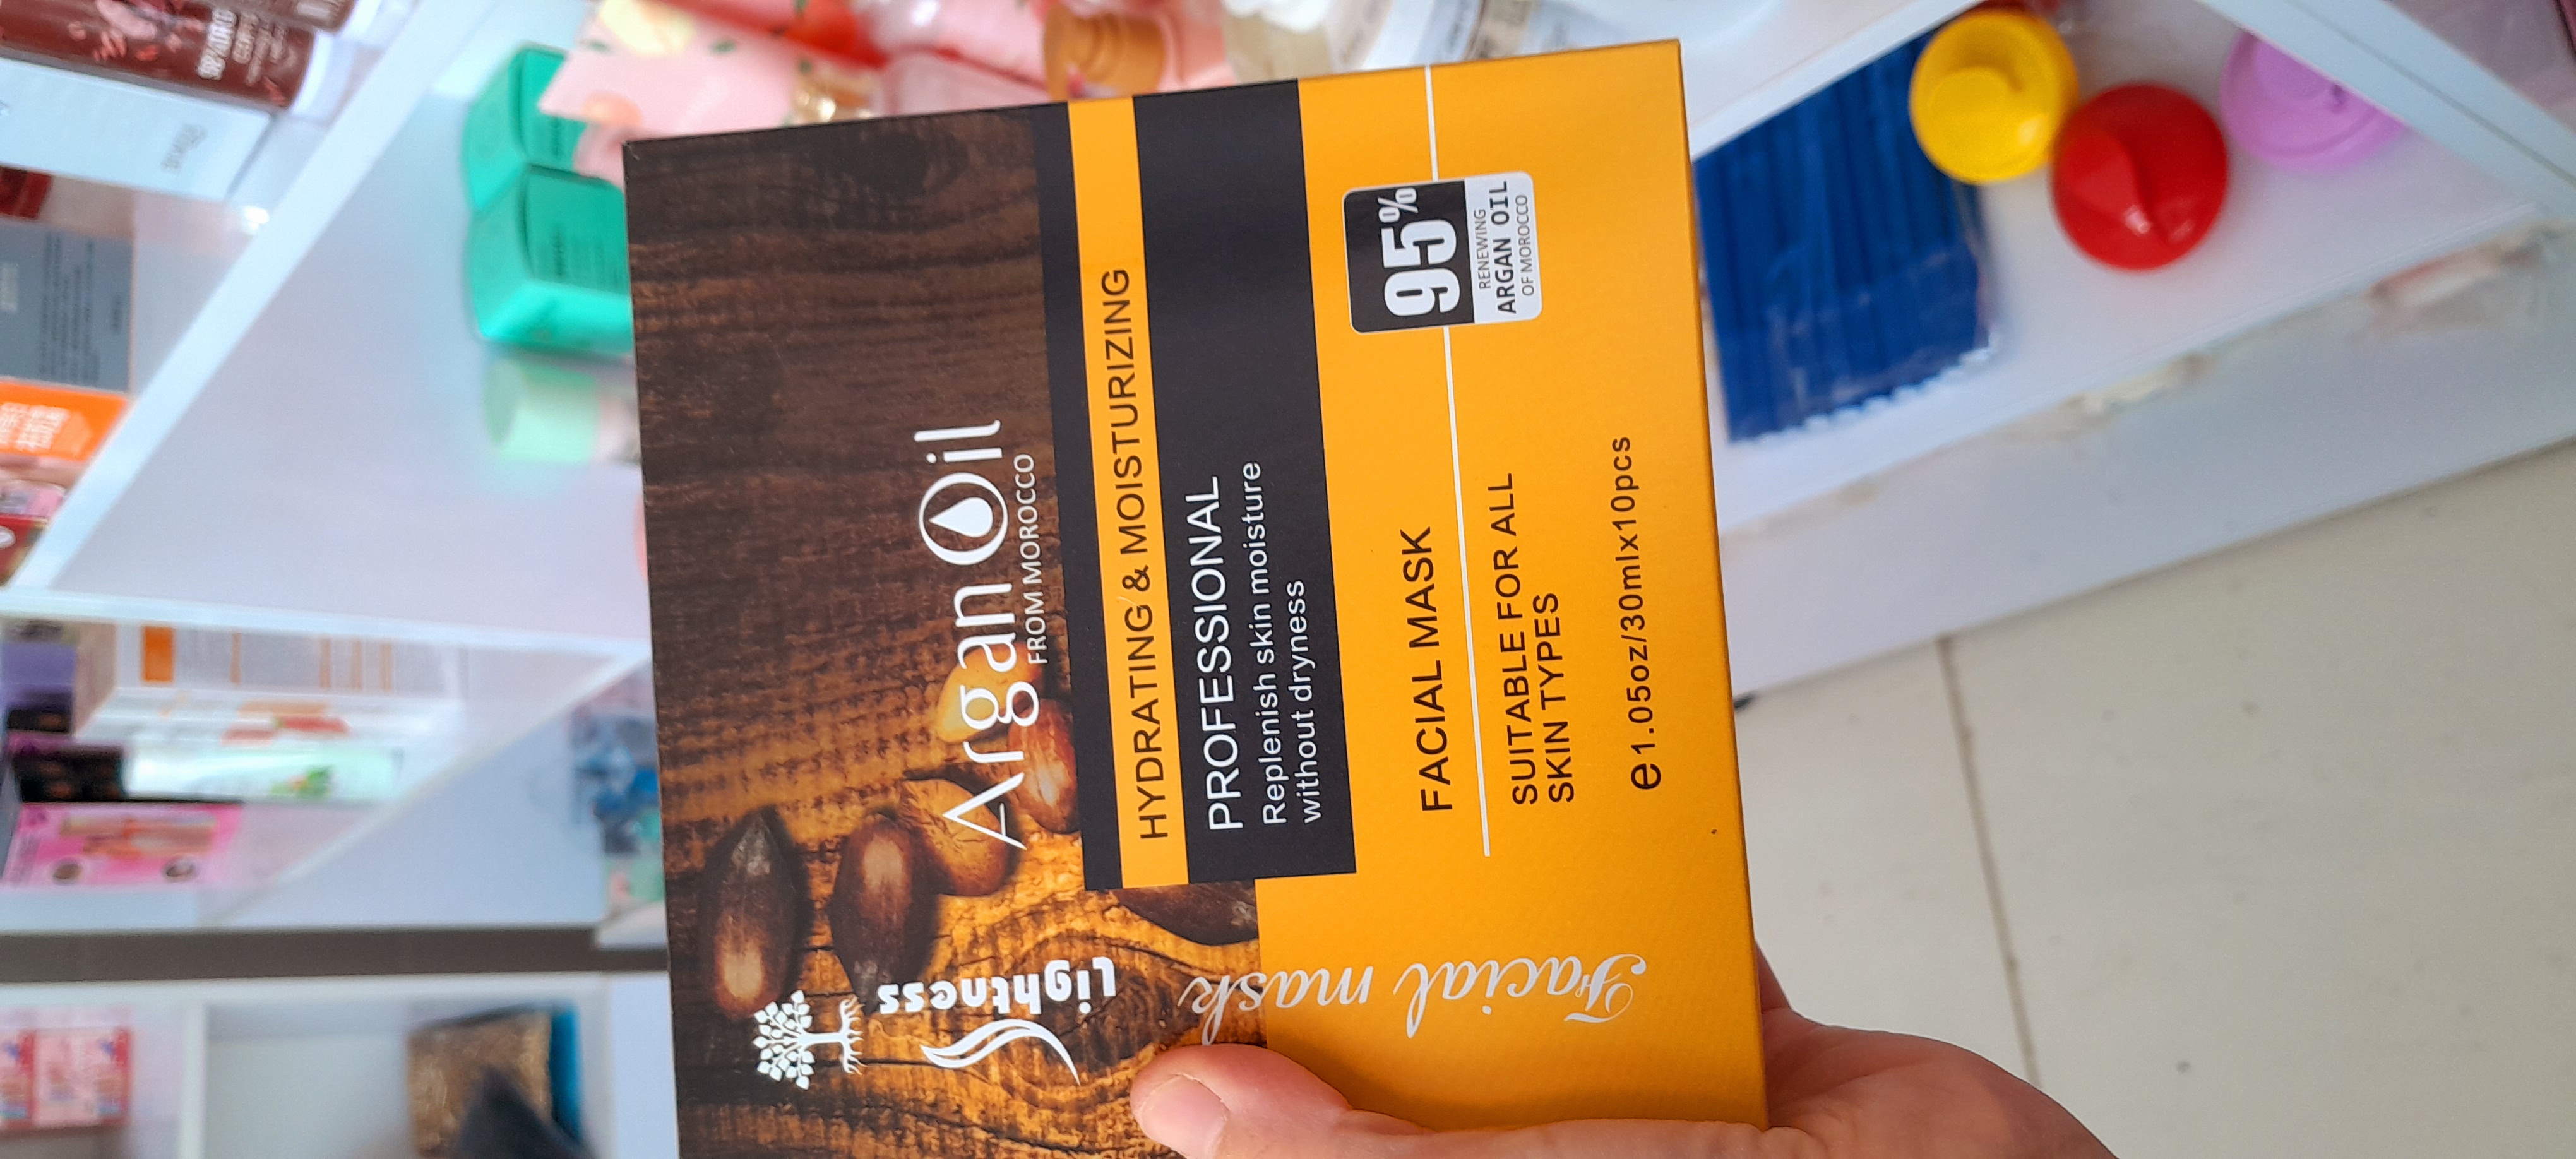 Lightness
Facial mask
Argan Oil
FROM MOROCCO
HYDRATING & MOISTURIZING
PROFESSIONAL
Replenish skin moisture
without dryness
95%
RENEWING
ARGAN OIL
OF MOROCCO
FACIAL MASK
SUITABLE FOR ALL
SKIN TYPES
e1.05oz/30mlx10pcs